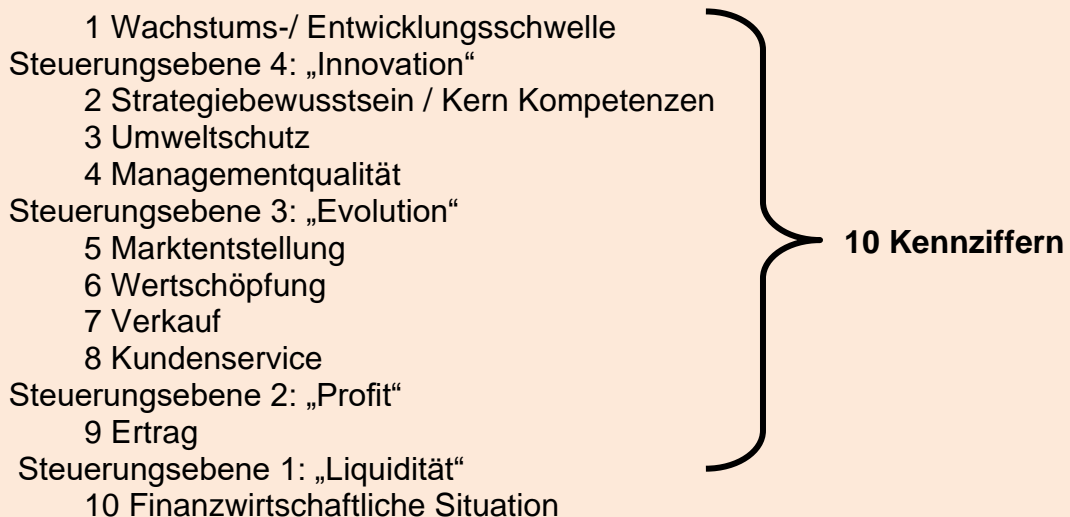 1 Wachstums-/ Entwicklungsschwelle
Steuerungsebene 4: „Innovation“
2 Strategiebewusstsein / Kern Kompetenzen
3 Umweltschutz
4 Managementqualität
Steuerungsebene 3: „Evolution“
5 Marktentstellung
6 Wertschöpfung
7 Verkauf
8 Kundenservice
Steuerungsebene 2: „Profit“
9 Ertrag
Steuerungsebene 1: „Liquidität“
10 Finanzwirtschaftliche Situation
10 Kennziffern